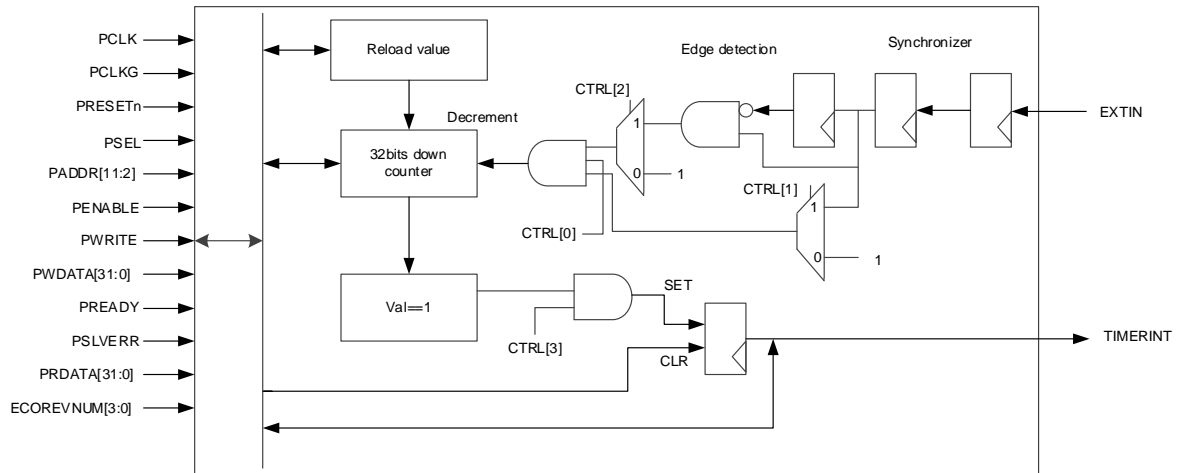 PCLK
PCLKG
PRESETn
PSEL
PADDR[11:2]
PENABLE
PWRITE
PWDATA[31:0]
PREADY
PSLVERR
PRDATA[31:0]
ECOREVNUM[3:0]
Reload value
Decrement
32bits down
counter
Val==1
Edge detection
Synchronizer
CTRL[2]
1
0
1
CTRL[1]
1
0
1
CTRL[0]
CTRL[3]
SET
CLR
EXTIN
TIMERINT